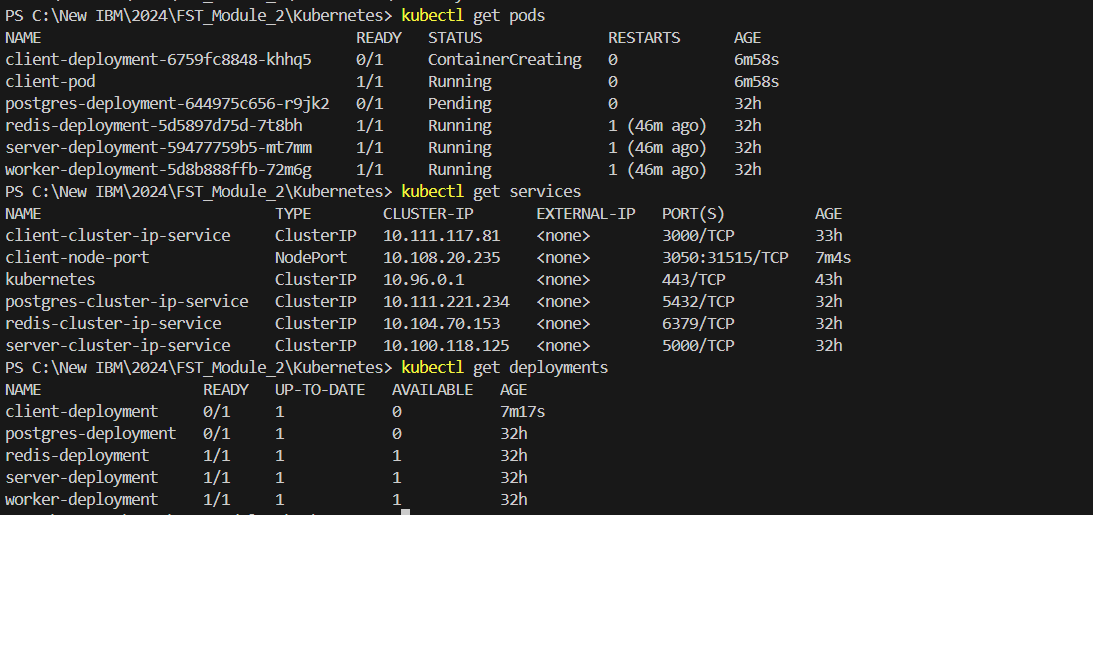 PS C:\New IBM\2024\FST_Module_2\Kubernetes> kubectl get pods
NAME READY STATUS RESTARTS AGE
client-deployment-6759fc8848-khhq5 0/1 ContainerCreating 0 6m58s
client-pod 1/1 Running 0 6m58s
postgres-deployment-644975c656-r9jk2 0/1 Pending 0 32h
redis-deployment-5d5897d75d-7t8bh 1/1 Running 1 (46m ago) 32h
server-deployment-59477759b5-mt7mm 1/1 Running 1 (46m ago) 32h
worker-deployment-5d8b888ffb-72m6g 1/1 Running 1 (46m ago) 32h
PS C:\New IBM\2024\FST_Module_2\Kubernetes> kubectl get services
NAME TYPE CLUSTER-IP EXTERNAL-IP PORT(S) AGE
client-cluster-ip-service ClusterIP 10.111.117.81 <none> 3000/TCP 33h
client-node-port NodePort 10.108.20.235 <none> 3050:31515/TCP 7m4s
kubernetes ClusterIP 10.96.0.1 <none> 443/TCP 43h
postgres-cluster-ip-service ClusterIP 10.111.221.234 <none> 5432/TCP 32h
redis-cluster-ip-service ClusterIP 10.104.70.153 <none> 6379/TCP 32h
server-cluster-ip-service ClusterIP 10.100.118.125 <none> 5000/TCP 32h
PS C:\New IBM\2024\FST_Module_2\Kubernetes> kubectl get deployments
NAME READY UP-TO-DATE AVAILABLE AGE
client-deployment 0/1 1 0 7m17s
postgres-deployment 0/1 1 0 32h
redis-deployment 1/1 1 1 32h
server-deployment 1/1 1 1 32h
worker-deployment 1/1 1 1 32h